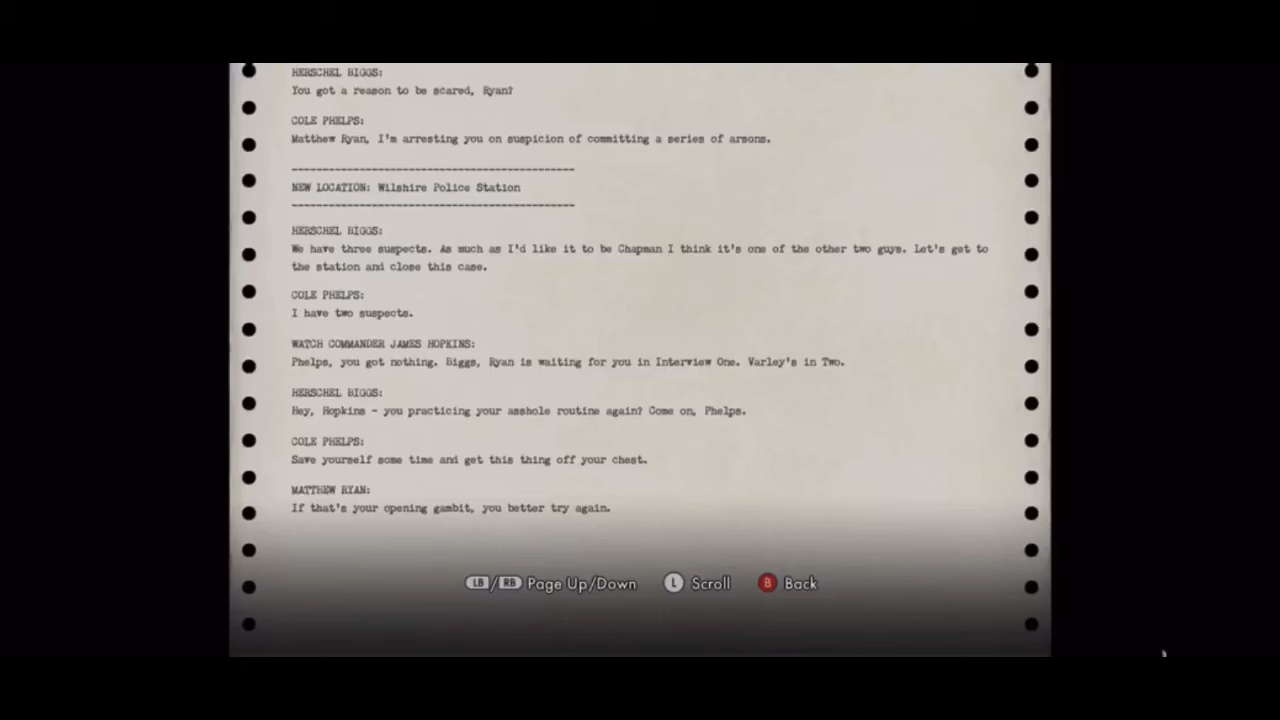 HERSCHEL BIGGS:
You got a reason to be scared, Ryan?
COLE PHELPS:
Matthew Ryan, I'm arresting you on suspicion of committing a series of arsons.
----------------------------------------------
NEW LOCATION: Wilshire Police Station
----------------------------------------------
HERSCHEL BIGGS:
We have three suspects. As much as I'd like it to be Chapman I think it's one of the other two guys. Let's get to
the station and close this case.
COLE PHELPS:
I have two suspects.
WATCH COMMANDER JAMES HOPKINS:
Phelps, you got nothing. Biggs, Ryan is waiting for you in Interview One. Varley's in Two.
HERSCHEL BIGGS:
Hey, Hopkins - you practicing your asshole routine again? Come on, Phelps.
COLE PHELPS:
Save yourself some time and get this thing off your chest.
MATTHEW RYAN:
If that's your opening gambit, you better try again.
LB/RB Page Up/Down L Scroll B Back